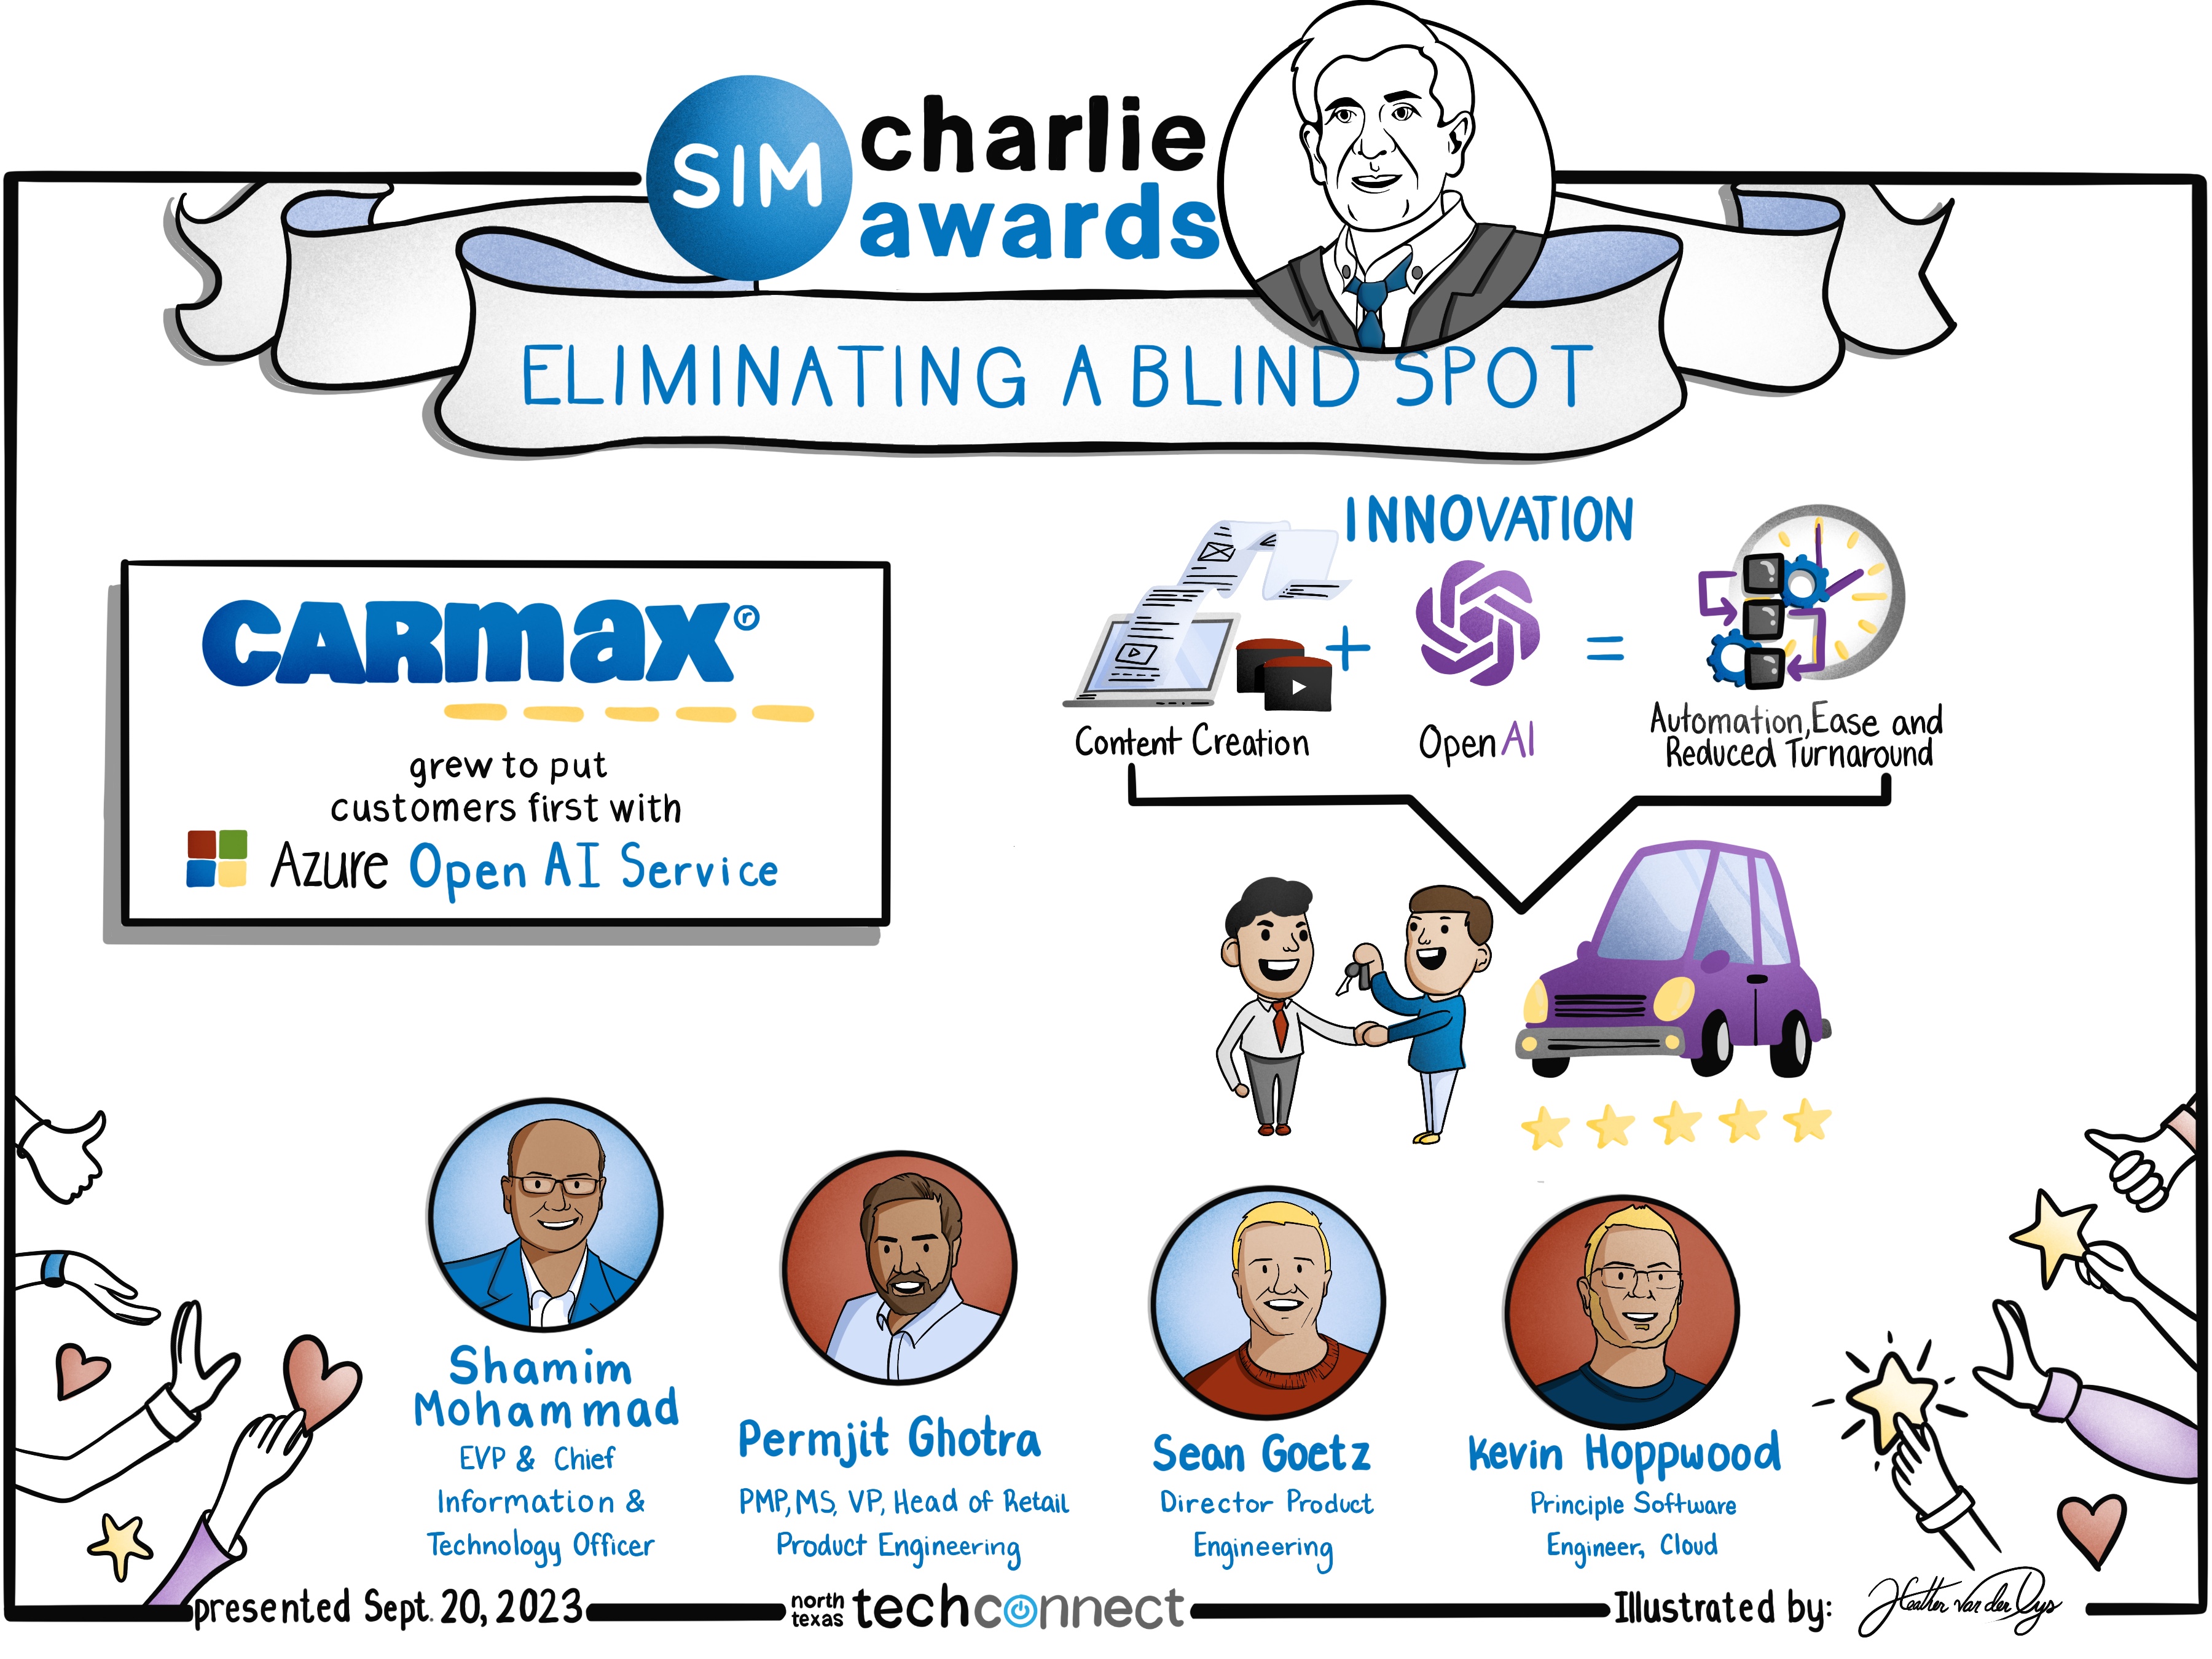 SIM
charlie
awards
ELIMINATING A BLIND SPOT
CARMAX®
grew to put
customers first with
Azure Open AI Service
INNOVATION
Content Creation
+
Open AI
=
Automation, Ease and
Reduced Turnaround
Shamim
Mohammad
EVP & Chief
Information &
Technology Officer
Permjit Ghotra
PMP, MS, VP, Head of Retail
Product Engineering
Sean Goetz
Director Product
Engineering
Kevin Hoppwood
Principle Software
Engineer, Cloud
presented Sept. 20, 2023
north
texas
techconnect
Illustrated by:
Heather van der